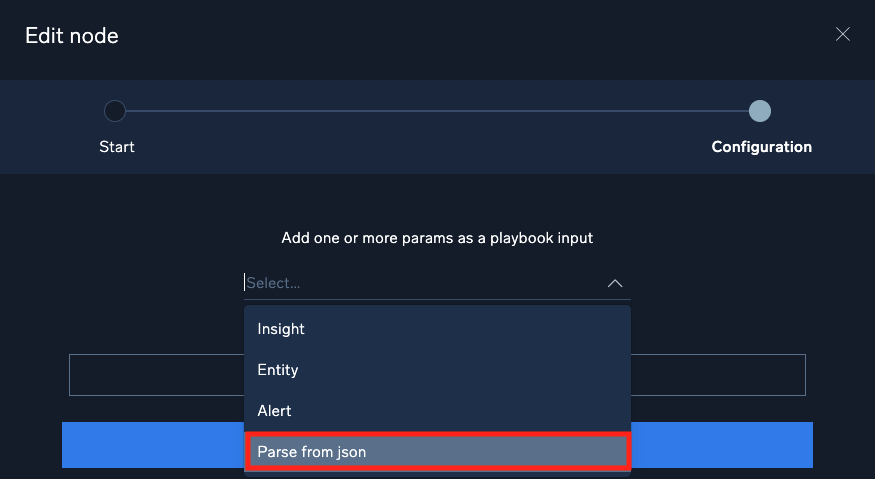 Edit node
Start
Configuration
Add one or more params as a playbook input
Select...
Insight
Entity
Alert
Parse from json